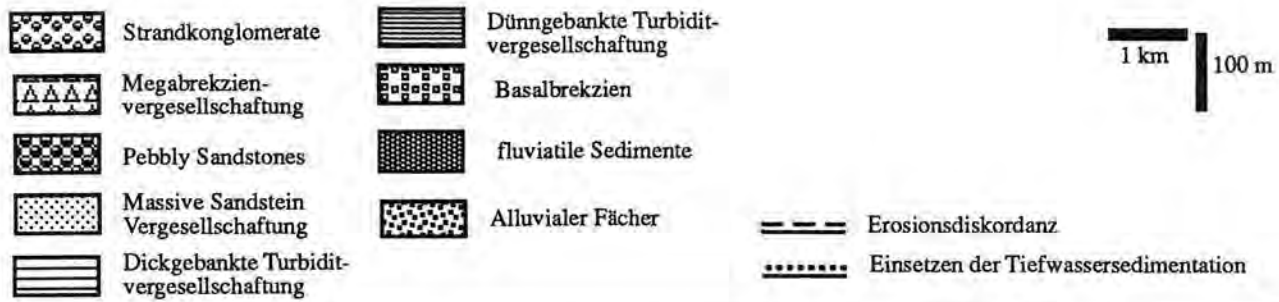 Strandkonglomerate
Megabrekzien-
vergesellschaftung
Pebbly Sandstones
Massive Sandstein
Vergesellschaftung
Dickgebankte Turbidit-
vergesellschaftung
Dünngebankte Turbidit-
vergesellschaftung
Basalbrekzien
fluviatile Sedimente
Alluvialer Fächer
1 km
100 m
Erosionsdiskordanz
Einsetzen der Tiefwassersedimentation